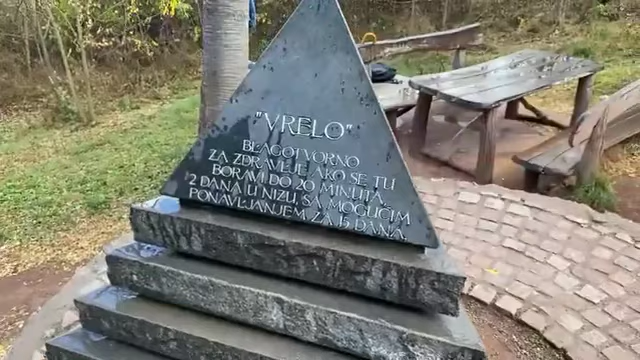 "VRELO"
BLAGOTVORNO
ZA ZDRAVLJE AKO SE TU
BORAVI DO 20 MINUTA,
2 DANA U NIZU, SA MOGUĆIM
PONAVLJANJEM ZA 15 DANA.